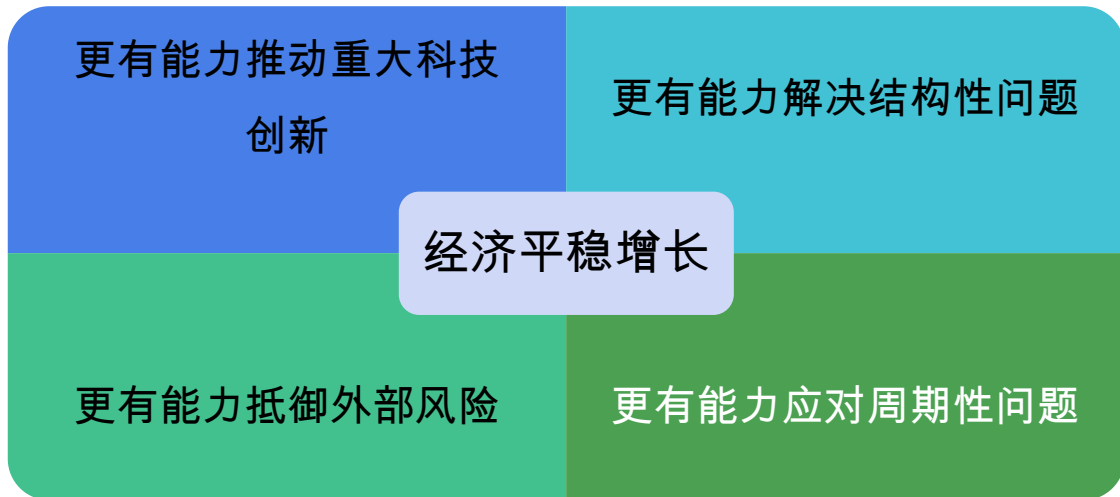 更有能力推动重大科技
创新
更有能力解决结构性问题
经济平稳增长
更有能力抵御外部风险
更有能力应对周期性问题